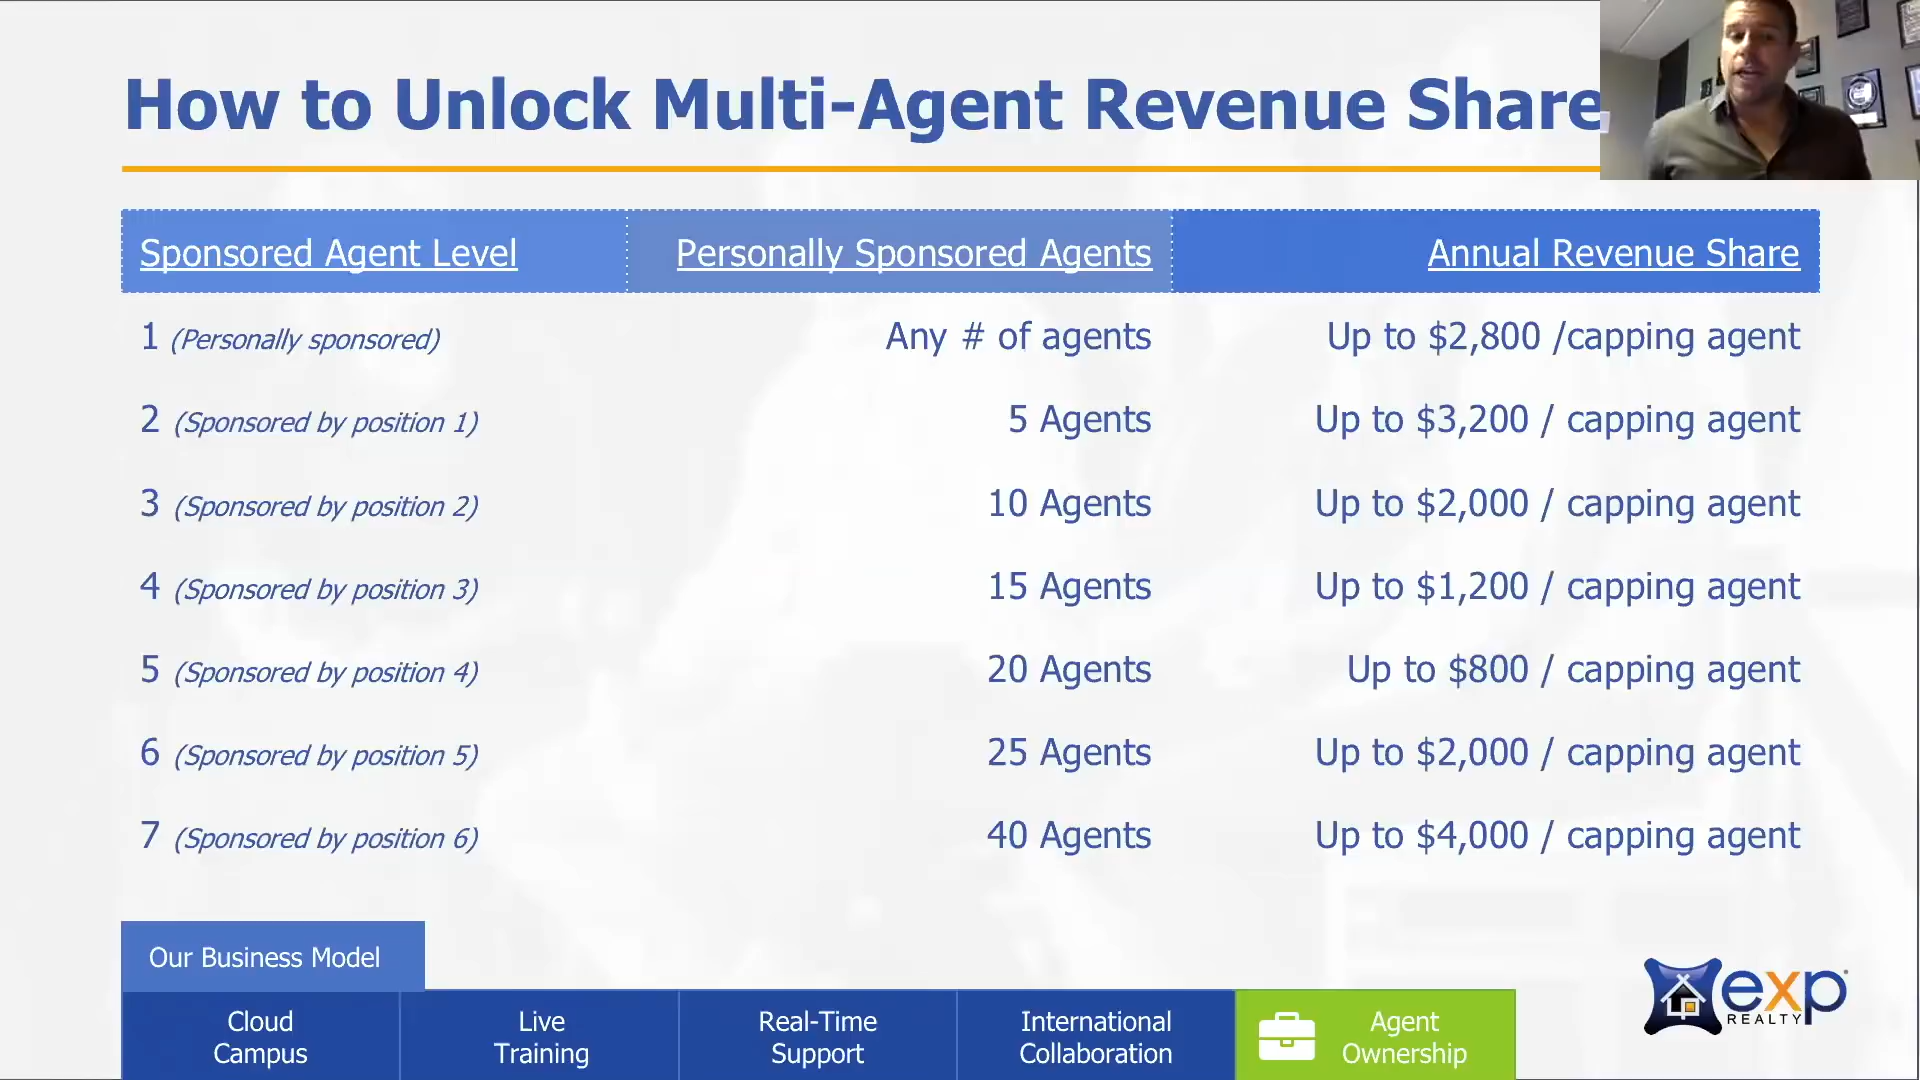 How to Unlock Multi-Agent Revenue Share
Sponsored Agent Level Personally Sponsored Agents Annual Revenue Share
1 (Personally sponsored) Any # of agents Up to $2,800 /capping agent
2 (Sponsored by position 1) 5 Agents Up to $3,200 / capping agent
3 (Sponsored by position 2) 10 Agents Up to $2,000 / capping agent
4 (Sponsored by position 3) 15 Agents Up to $1,200 / capping agent
5 (Sponsored by position 4) 20 Agents Up to $800 / capping agent
6 (Sponsored by position 5) 25 Agents Up to $2,000 / capping agent
7 (Sponsored by position 6) 40 Agents Up to $4,000 / capping agent
Our Business Model
Cloud
Campus
Live
Training
Real-Time
Support
International
Collaboration
Agent
Ownership
exp
REALTY